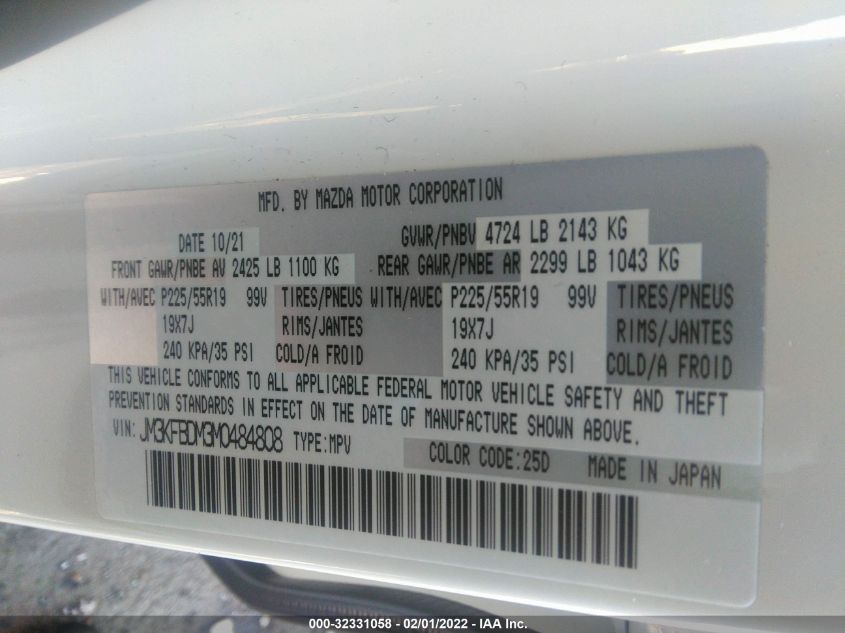 MFD. BY MAZDA MOTOR CORPORATION
DATE 10/21 GVWR/PNBV 4724 LB 2143 KG
FRONT GAWR/PNBE AV 2425 LB 1100 KG REAR GAWR/PNBE AR 2299 LB 1043 KG
WITH/AVEC P225/55R19 99V TIRES/PNEUS WITH/AVEC P225/55R19 99V TIRES/PNEUS
19X7J RIMS/JANTES 19X7J RIMS/JANTES
240 KPA/35 PSI COLD/A FROID 240 KPA/35 PSI COLD/A FROID
THIS VEHICLE CONFORMS TO ALL APPLICABLE FEDERAL MOTOR VEHICLE SAFETY AND THEFT
PREVENTION STANDARDS IN EFFECT ON THE DATE OF MANUFACTURE SHOWN ABOVE.
VIN: JM3KFBDM3M0484808 TYPE:MPV COLOR CODE:25D MADE IN JAPAN
000-32331058 - 02/01/2022 - IAA Inc.